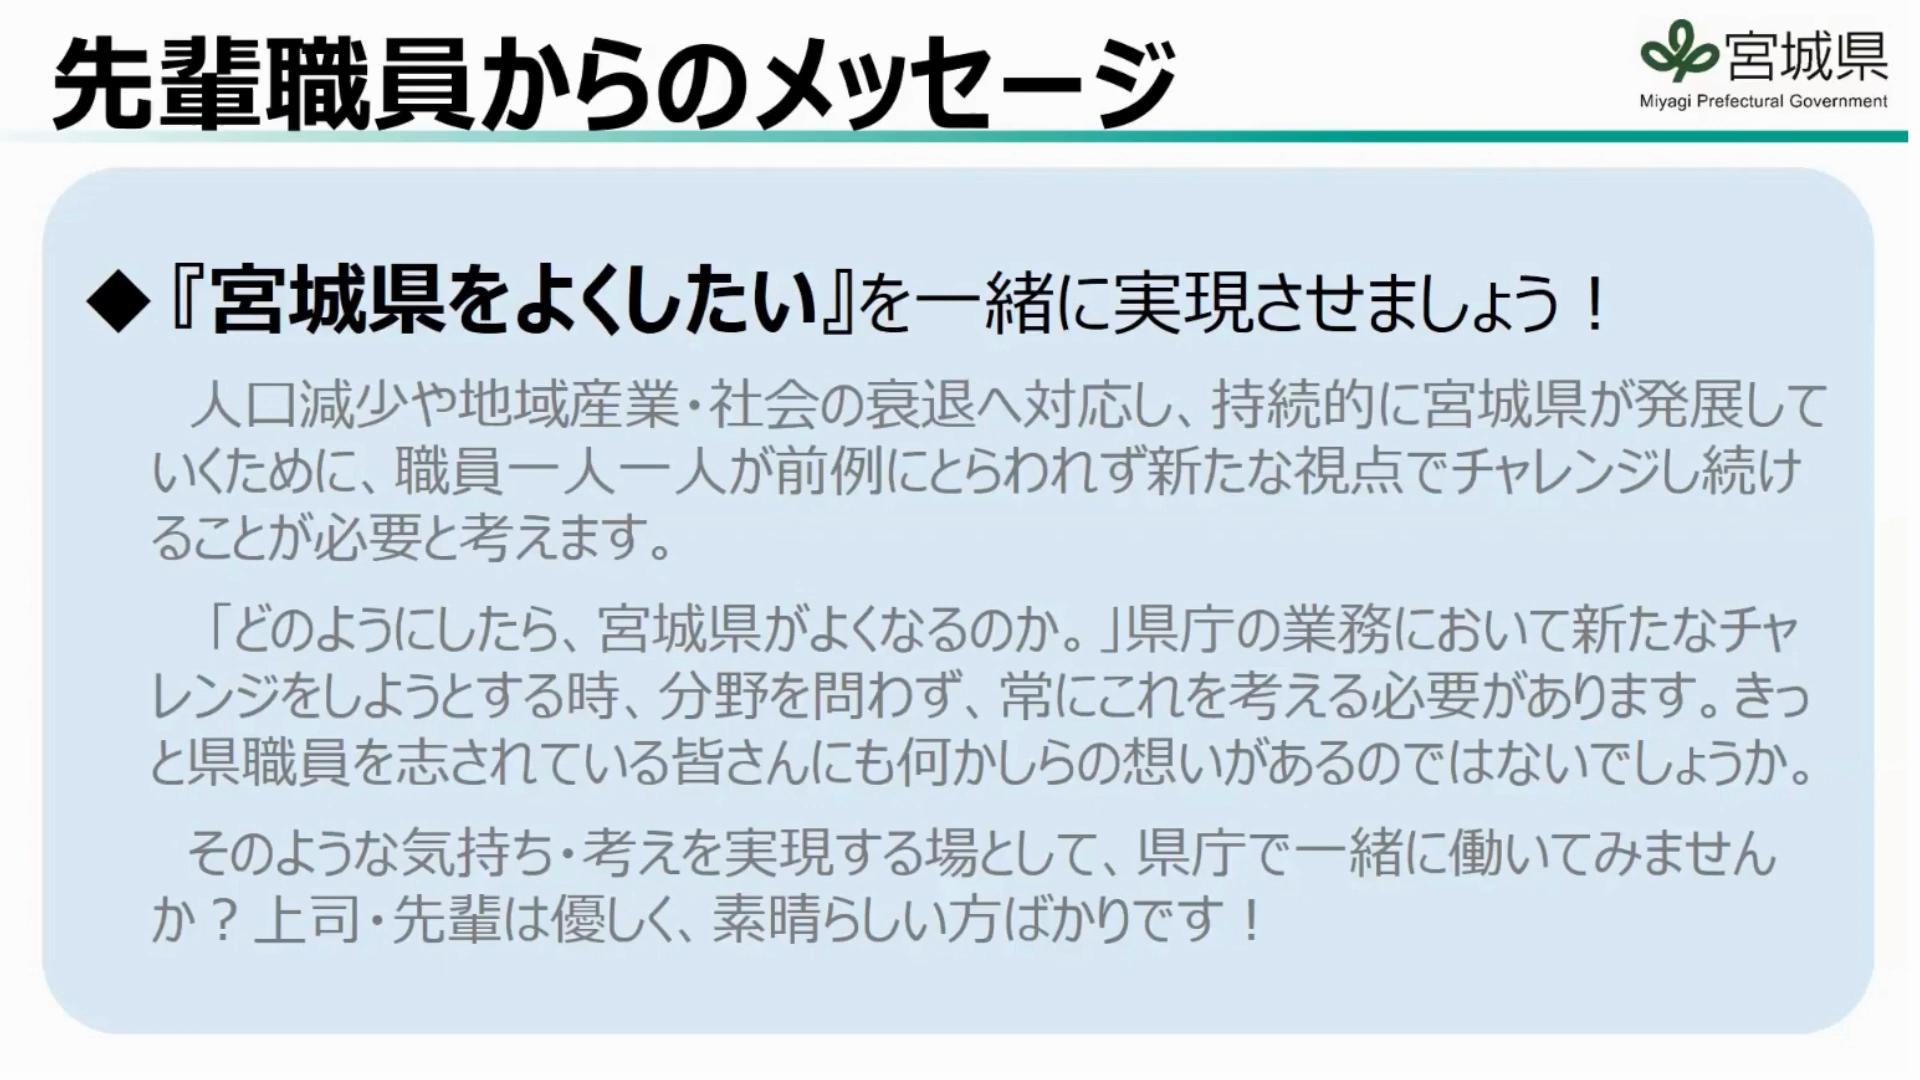 先輩職員からのメッセージ
宮城県
Miyagi Prefectural Government
◆『宮城県をよくしたい』を一緒に実現させましょう！
人口減少や地域産業・社会の衰退へ対応し、持続的に宮城県が発展して
いくために、職員一人一人が前例にとらわれず新たな視点でチャレンジし続け
ることが必要と考えます。
「どのようにしたら、宮城県がよくなるのか。」県庁の業務において新たなチャ
レンジをしようとする時、分野を問わず、常にこれを考える必要があります。きっ
と県職員を志されている皆さんにも何かしらの想いがあるのではないでしょうか。
そのような気持ち・考えを実現する場として、県庁で一緒に働いてみません
か？上司・先輩は優しく、素晴らしい方ばかりです！